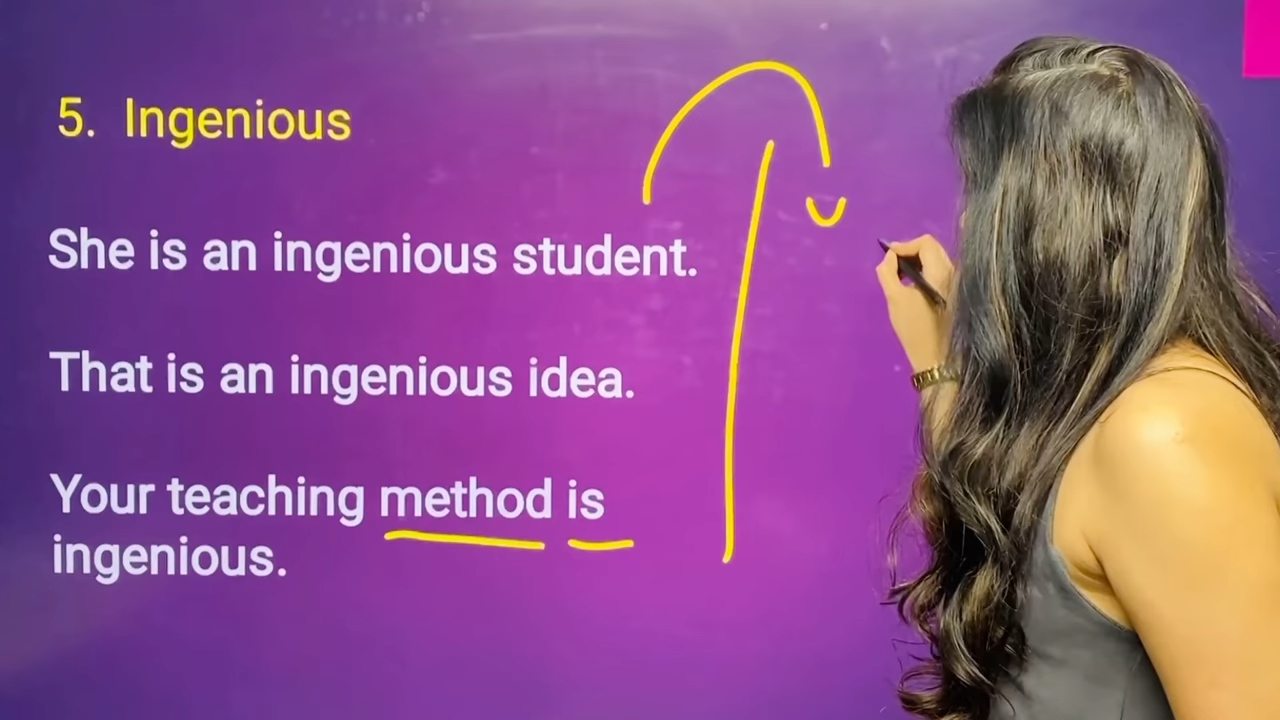 5. Ingenious
She is an ingenious student.
That is an ingenious idea.
Your teaching method is
ingenious.